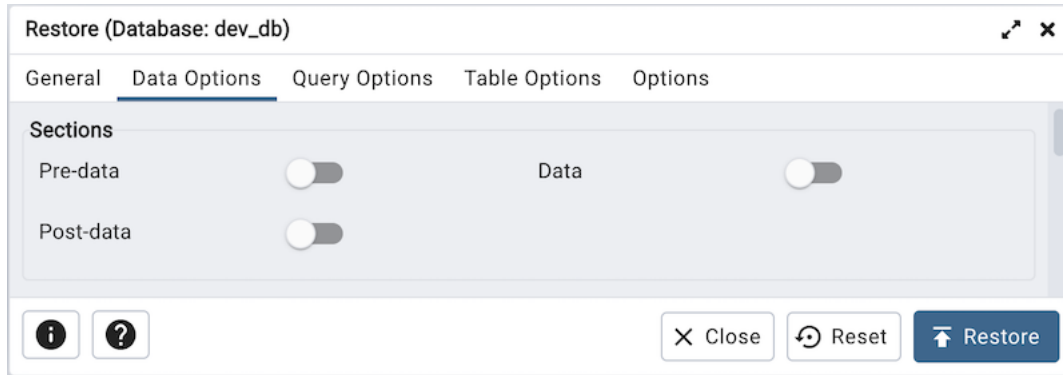 Restore (Database: dev_db)
General Data Options Query Options Table Options Options
Sections
Pre-data Data
Post-data
Close Reset Restore